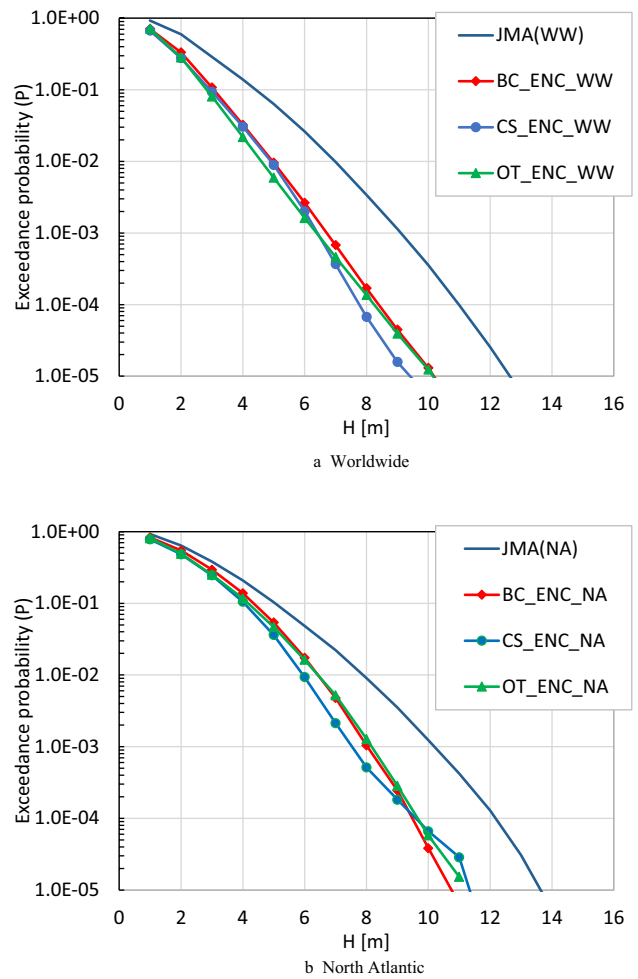 Exceedance probability (P)
1.0E+00
1.0E-01
1.0E-02
1.0E-03
1.0E-04
1.0E-05
0 2 4 6 8 10 12 14 16
H [m]
JMA(WW)
BC_ENC_WW
CS_ENC_WW
OT_ENC_WW
a Worldwide
Exceedance probability (P)
1.0E+00
1.0E-01
1.0E-02
1.0E-03
1.0E-04
1.0E-05
0 2 4 6 8 10 12 14 16
H [m]
JMA(NA)
BC_ENC_NA
CS_ENC_NA
OT_ENC_NA
b North Atlantic